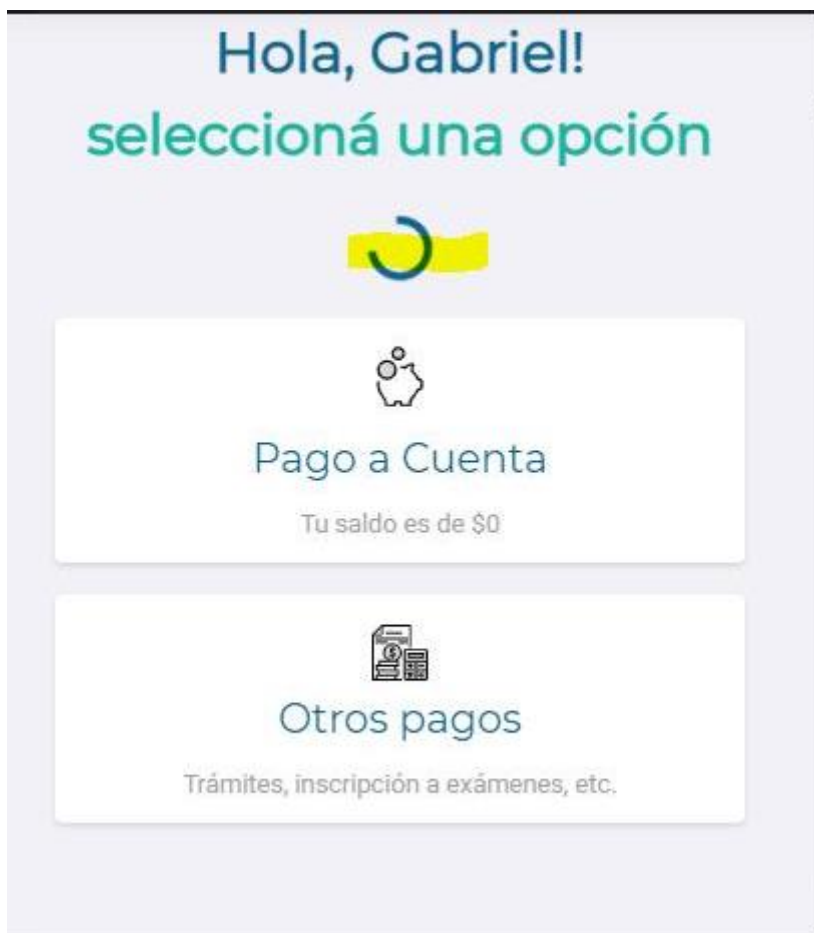 Hola, Gabriel!
seleccioná una opción
Pago a Cuenta
Tu saldo es de $0
Otros pagos
Trámites, inscripción a exámenes, etc.